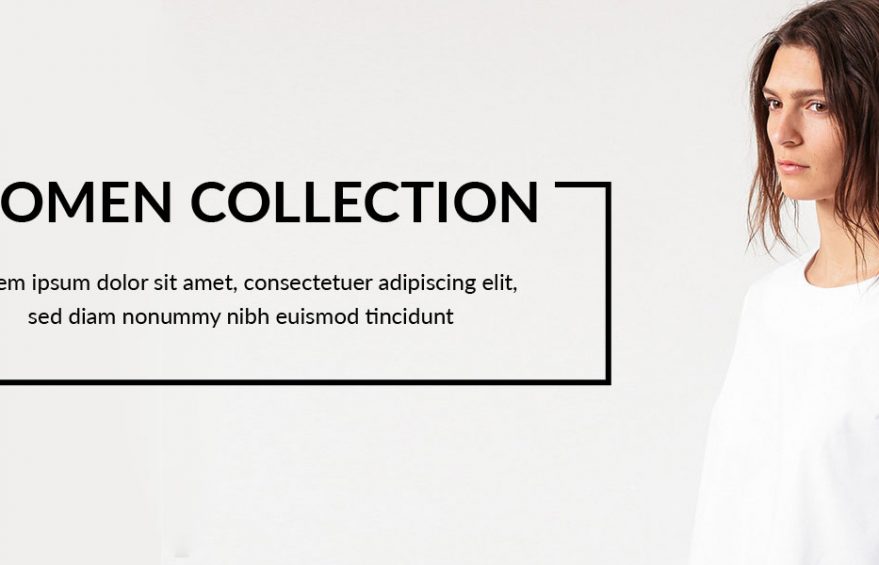 OMEN COLLECTION
em ipsum dolor sit amet, consectetuer adipiscing elit,
sed diam nonummy nibh euismod tincidunt